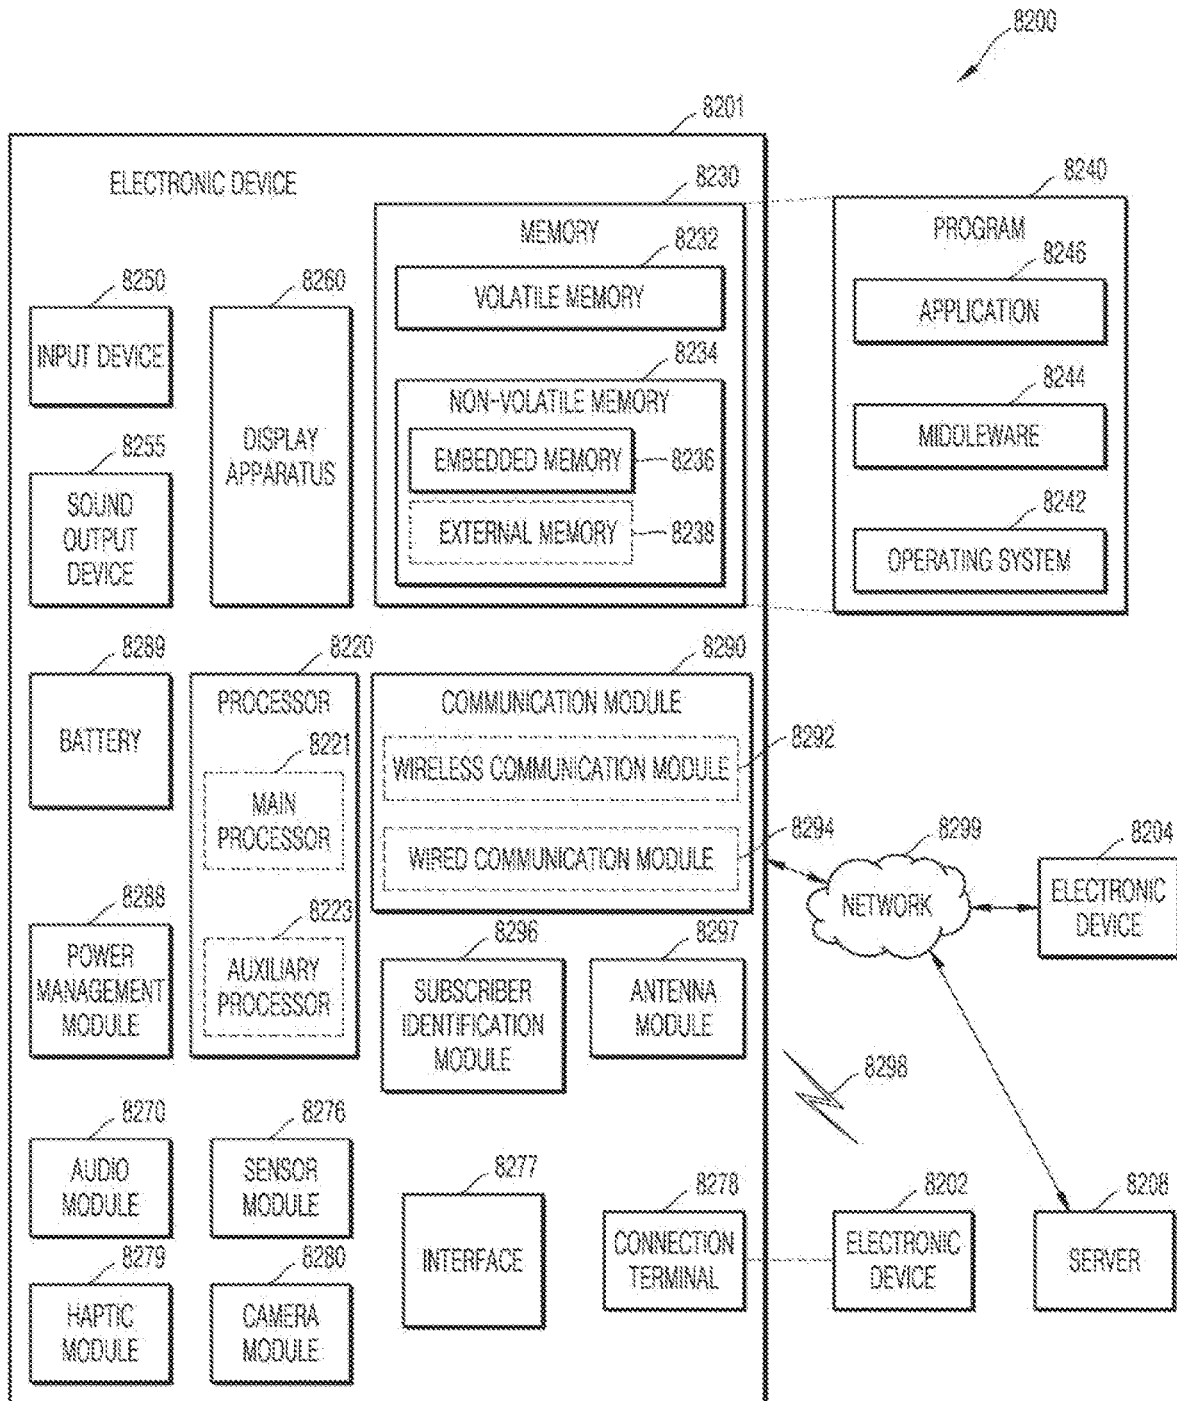 8200
8201
ELECTRONIC DEVICE
8230
MEMORY
8232
VOLATILE MEMORY
8234
NON-VOLATILE MEMORY
EMBEDDED MEMORY
8236
EXTERNAL MEMORY
8238
8240
PROGRAM
8246
APPLICATION
8244
MIDDLEWARE
8242
OPERATING SYSTEM
8250
INPUT DEVICE
8260
DISPLAY
APPARATUS
8255
SOUND
OUTPUT
DEVICE
8289
BATTERY
8220
PROCESSOR
8221
MAIN
PROCESSOR
8223
AUXILIARY
PROCESSOR
8290
COMMUNICATION MODULE
8292
WIRELESS COMMUNICATION MODULE
8294
WIRED COMMUNICATION MODULE
8299
NETWORK
8204
ELECTRONIC
DEVICE
8288
POWER
MANAGEMENT
MODULE
8296
SUBSCRIBER
IDENTIFICATION
MODULE
8297
ANTENNA
MODULE
8298
8270
AUDIO
MODULE
8276
SENSOR
MODULE
8277
INTERFACE
8278
CONNECTION
TERMINAL
8202
ELECTRONIC
DEVICE
8208
SERVER
8279
HAPTIC
MODULE
8280
CAMERA
MODULE